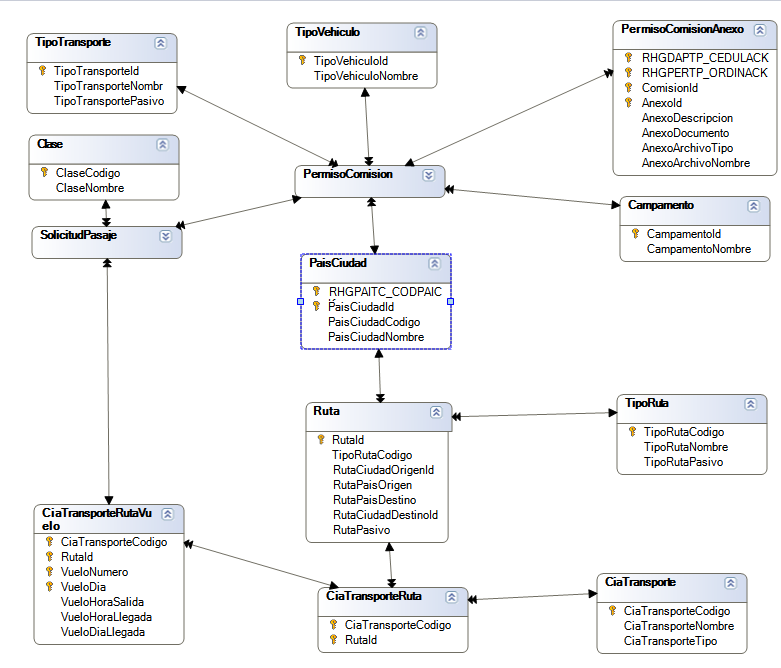 TipoTransporte
TipoTransporteId
TipoTransporteNombr
TipoTransportePasivo
TipoVehiculo
TipoVehiculoId
TipoVehiculoNombre
PermisoComisionAnexo
RHGDAPTP_CEDULACK
RHGPERTP_ORDINACK
ComisionId
AnexoId
AnexoDescripcion
AnexoDocumento
AnexoArchivoTipo
AnexoArchivoNombre
Clase
ClaseCodigo
ClaseNombre
PermisoComision
Campamento
CampamentoId
CampamentoNombre
SolicitudPasaje
PaisCiudad
RHGPAITC_CODPAIC
PaisCiudadId
PaisCiudadCodigo
PaisCiudadNombre
Ruta
RutaId
TipoRutaCodigo
RutaCiudadOrigenId
RutaPaisOrigen
RutaPaisDestino
RutaCiudadDestinoId
RutaPasivo
TipoRuta
TipoRutaCodigo
TipoRutaNombre
TipoRutaPasivo
CiaTransporteRutaVu
elo
CiaTransporteCodigo
RutaId
VueloNumero
VueloDia
VueloHoraSalida
VueloHoraLlegada
VueloDiaLlegada
CiaTransporteRuta
CiaTransporteCodigo
RutaId
CiaTransporte
CiaTransporteCodigo
CiaTransporteNombre
CiaTransporteTipo